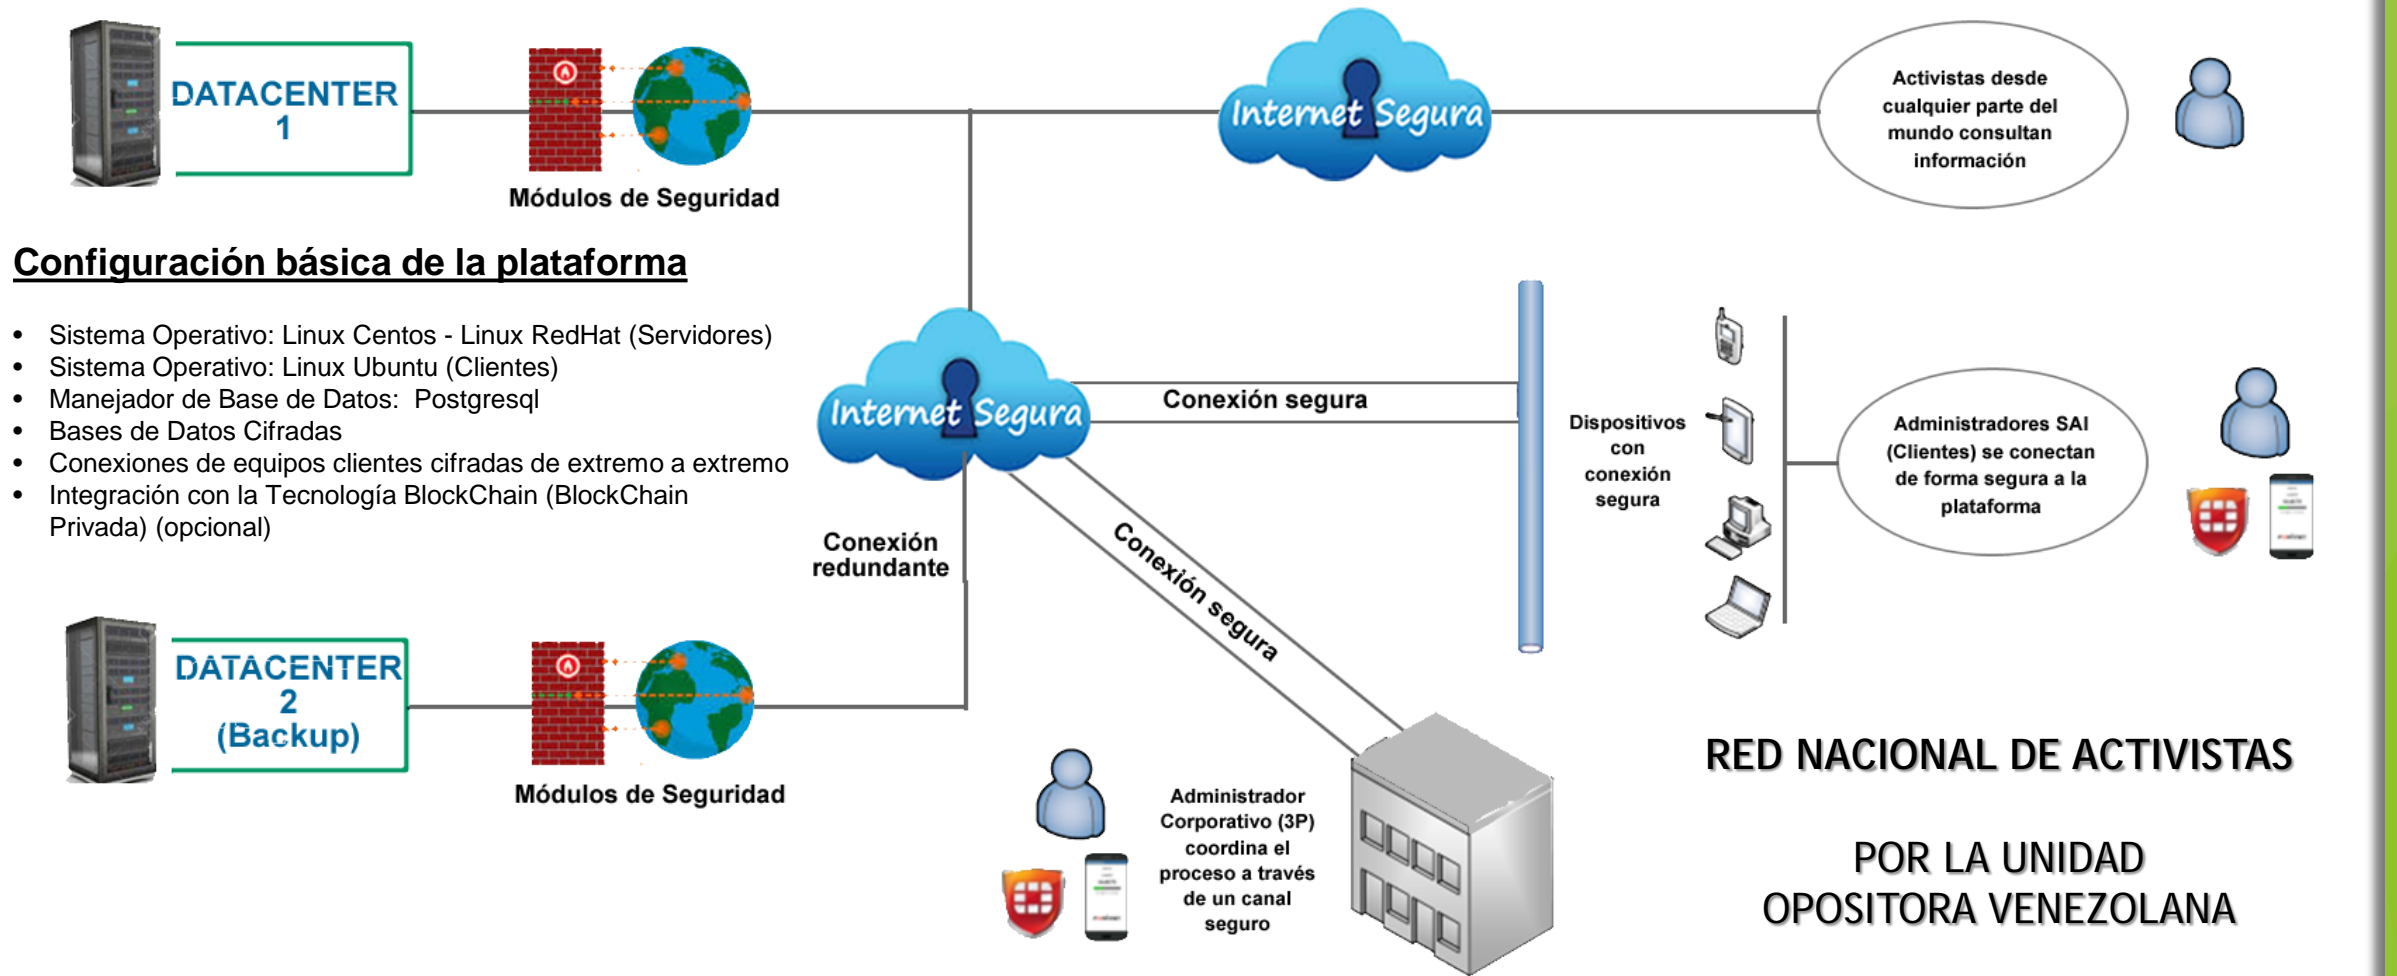 DATACENTER
1
Módulos de Seguridad
Internet Segura
Activistas desde
cualquier parte del
mundo consultan
información
Configuración básica de la plataforma
• Sistema Operativo: Linux Centos - Linux RedHat (Servidores)
• Sistema Operativo: Linux Ubuntu (Clientes)
• Manejador de Base de Datos:  Postgresql
• Bases de Datos Cifradas
• Conexiones de equipos clientes cifradas de extremo a extremo
• Integración con la Tecnología BlockChain (BlockChain
Privada) (opcional)
Internet Segura
Conexión segura
Dispositivos
con
conexión
segura
Administradores SAI
(Clientes) se conectan
de forma segura a la
plataforma
Conexión
redundante
Conexión segura
DATACENTER
2
(Backup)
Módulos de Seguridad
Administrador
Corporativo (3P)
coordina el
proceso a través
de un canal
seguro
RED NACIONAL DE ACTIVISTAS
POR LA UNIDAD
OPOSITORA VENEZOLANA